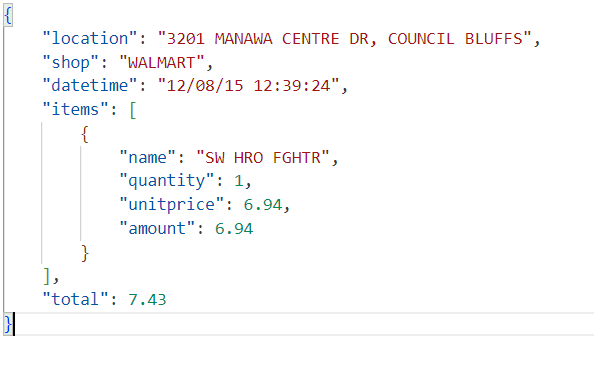 {
    "location": "3201 MANAWA CENTRE DR, COUNCIL BLUFFS",
    "shop": "WALMART",
    "datetime": "12/08/15 12:39:24",
    "items": [
        {
            "name": "SW HRO FGHTR",
            "quantity": 1,
            "unitprice": 6.94,
            "amount": 6.94
        }
    ],
    "total": 7.43
}